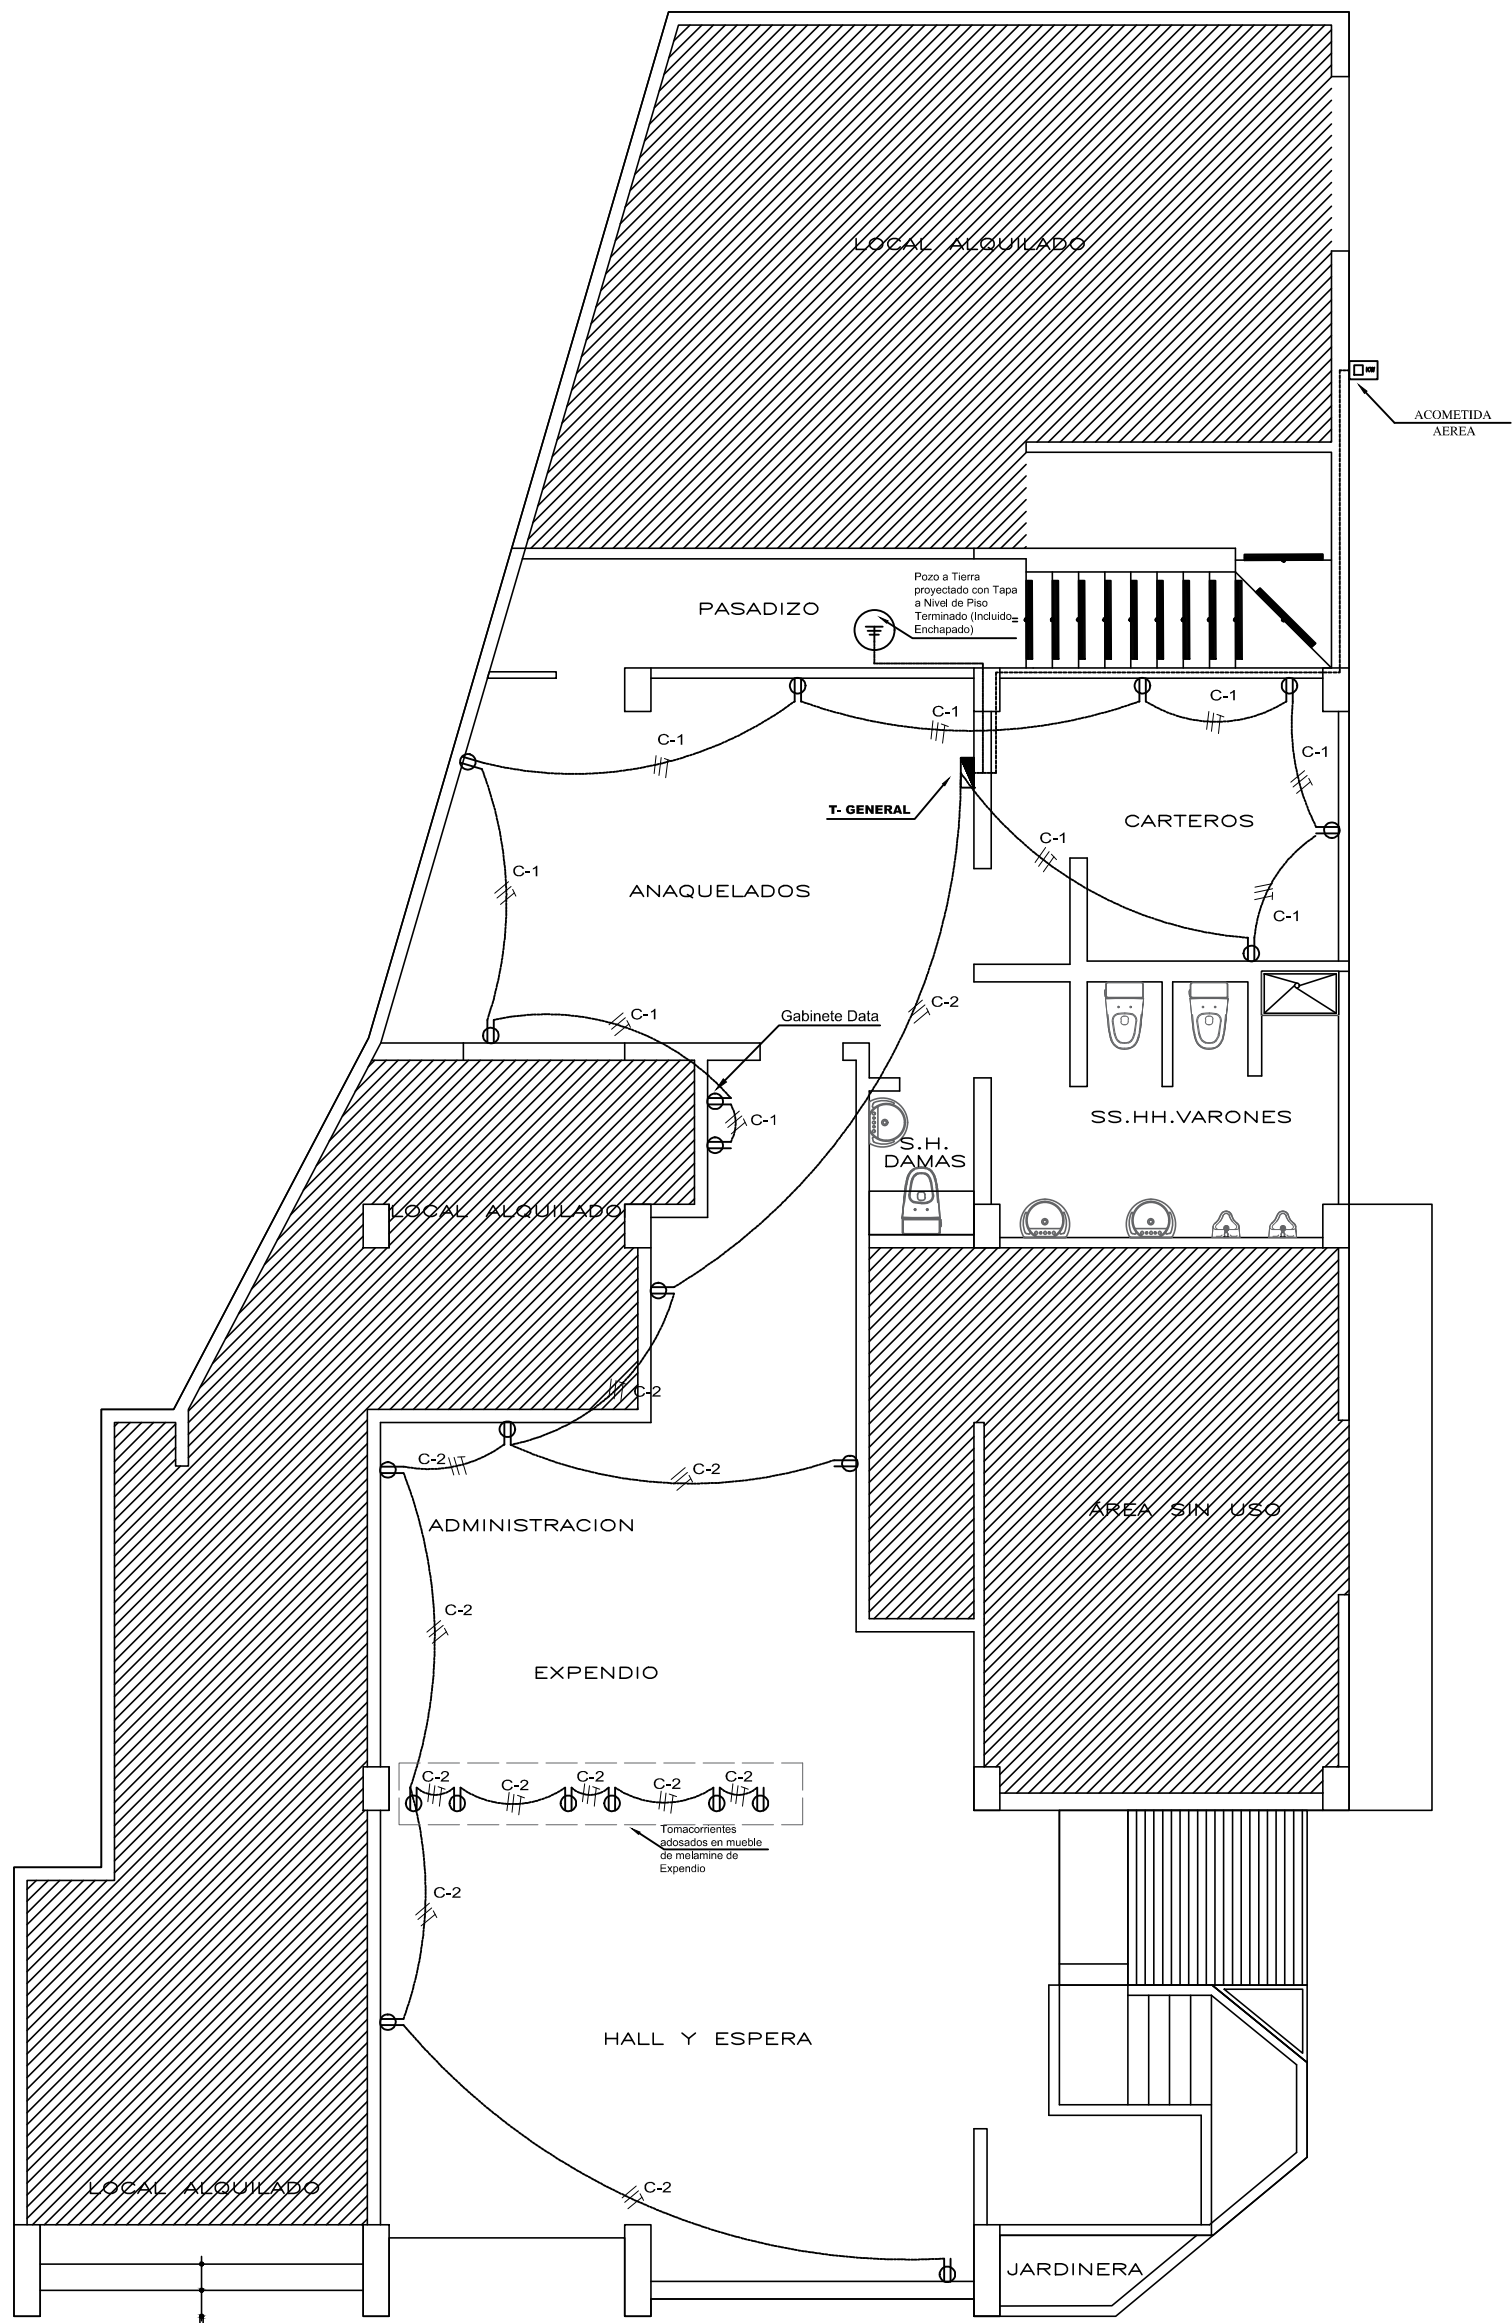 LOCAL ALQUILADO
KW
ACOMETIDA
AEREA
Pozo a Tierra
proyectado con Tapa
a Nivel de Piso
Terminado (Incluido
Enchapado)
PASADIZO
C-1
C-1
C-1
C-1
T- GENERAL
CARTEROS
C-1
C-1
ANAQUELADOS
C-1
C-2
C-1
Gabinete Data
C-1
SS.HH.VARONES
S.H.
DAMAS
LOCAL ALQUILADO
C-2
C-2
C-2
ÁREA SIN USO
ADMINISTRACION
C-2
EXPENDIO
C-2
C-2
C-2
C-2
C-2
Tomacorrientes
adosados en mueble
de melamine de
Expendio
C-2
HALL Y ESPERA
LOCAL ALQUILADO
C-2
JARDINERA